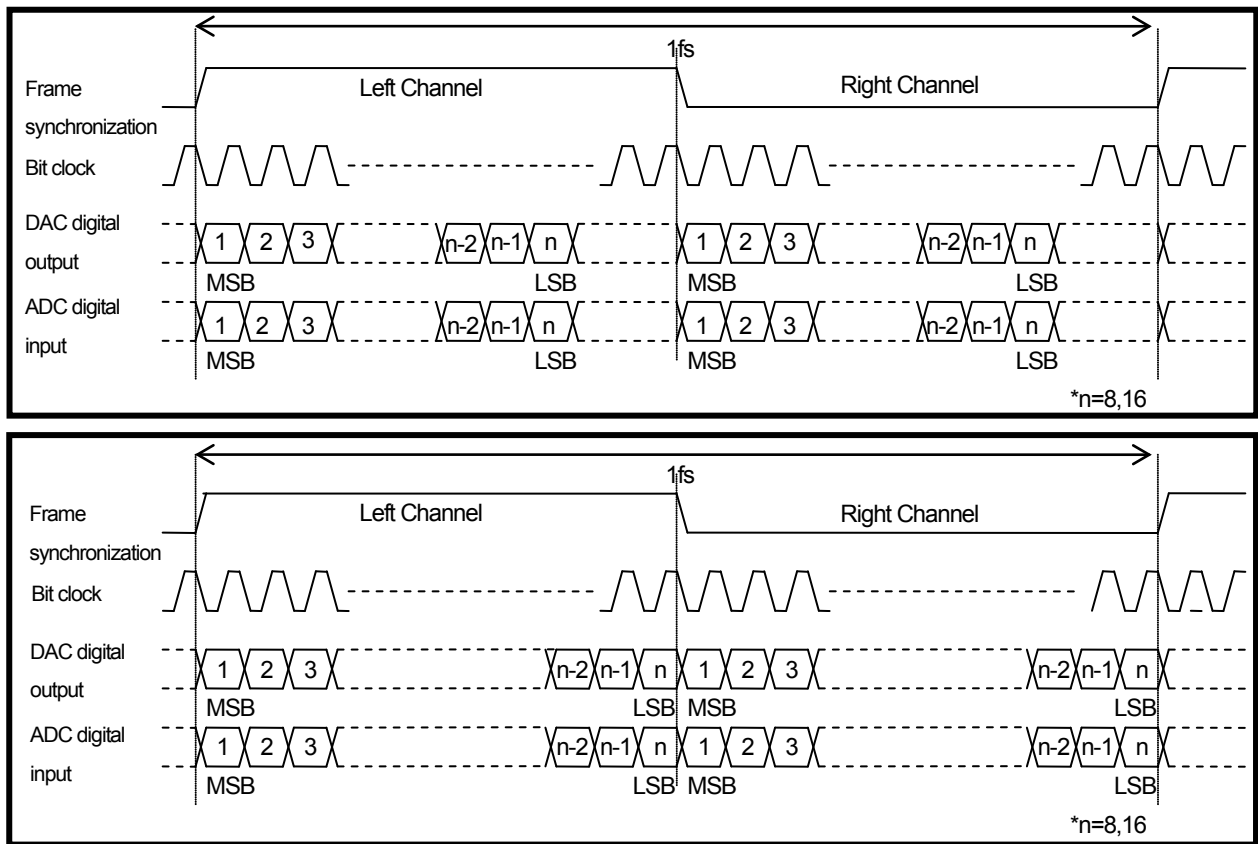 1fs
Frame
synchronization
Left Channel
Right Channel
Bit clock
DAC digital
output
1 2 3 n-2 n-1 n 1 2 3 n-2 n-1 n
MSB LSB MSB LSB
ADC digital
input
1 2 3 n-2 n-1 n 1 2 3 n-2 n-1 n
MSB LSB MSB LSB
*n=8,16
1fs
Frame
synchronization
Left Channel
Right Channel
Bit clock
DAC digital
output
1 2 3 n-2 n-1 n 1 2 3 n-2 n-1 n
MSB LSB MSB LSB
ADC digital
input
1 2 3 n-2 n-1 n 1 2 3 n-2 n-1 n
MSB LSB MSB LSB
*n=8,16